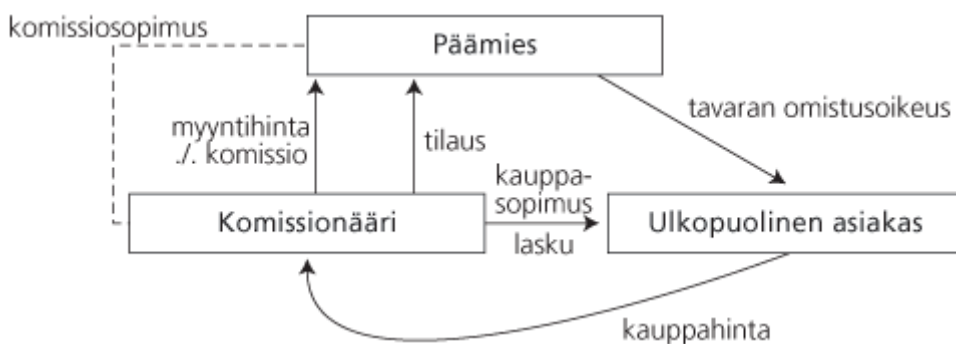 komissiosopimus
Päämies
myyntihinta
./. komissio
tilaus
tavaran omistusoikeus
kauppa-
sopimus
lasku
Komissionääri
Ulkopuolinen asiakas
kauppahinta